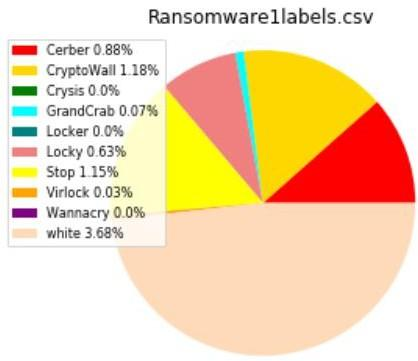 Ransomware1labels.csv
Cerber 0.88%
CryptoWall 1.18%
Crysis 0.0%
GrandCrab 0.07%
Locker 0.0%
Locky 0.63%
Stop 1.15%
Virlock 0.03%
Wannacry 0.0%
white 3.68%